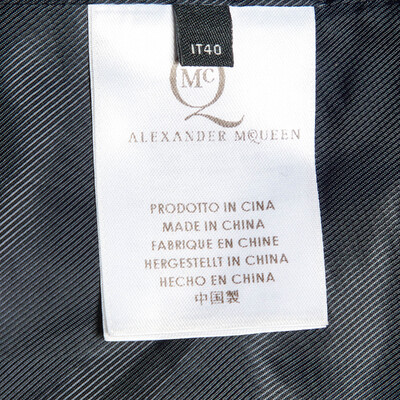 IT40
McQ
ALEXANDER MQUEEN
PRODOTTO IN CINA
MADE IN CHINA
FABRIQUE EN CHINE
HERGESTELLT IN CHINA
HECHO EN CHINA
中国製